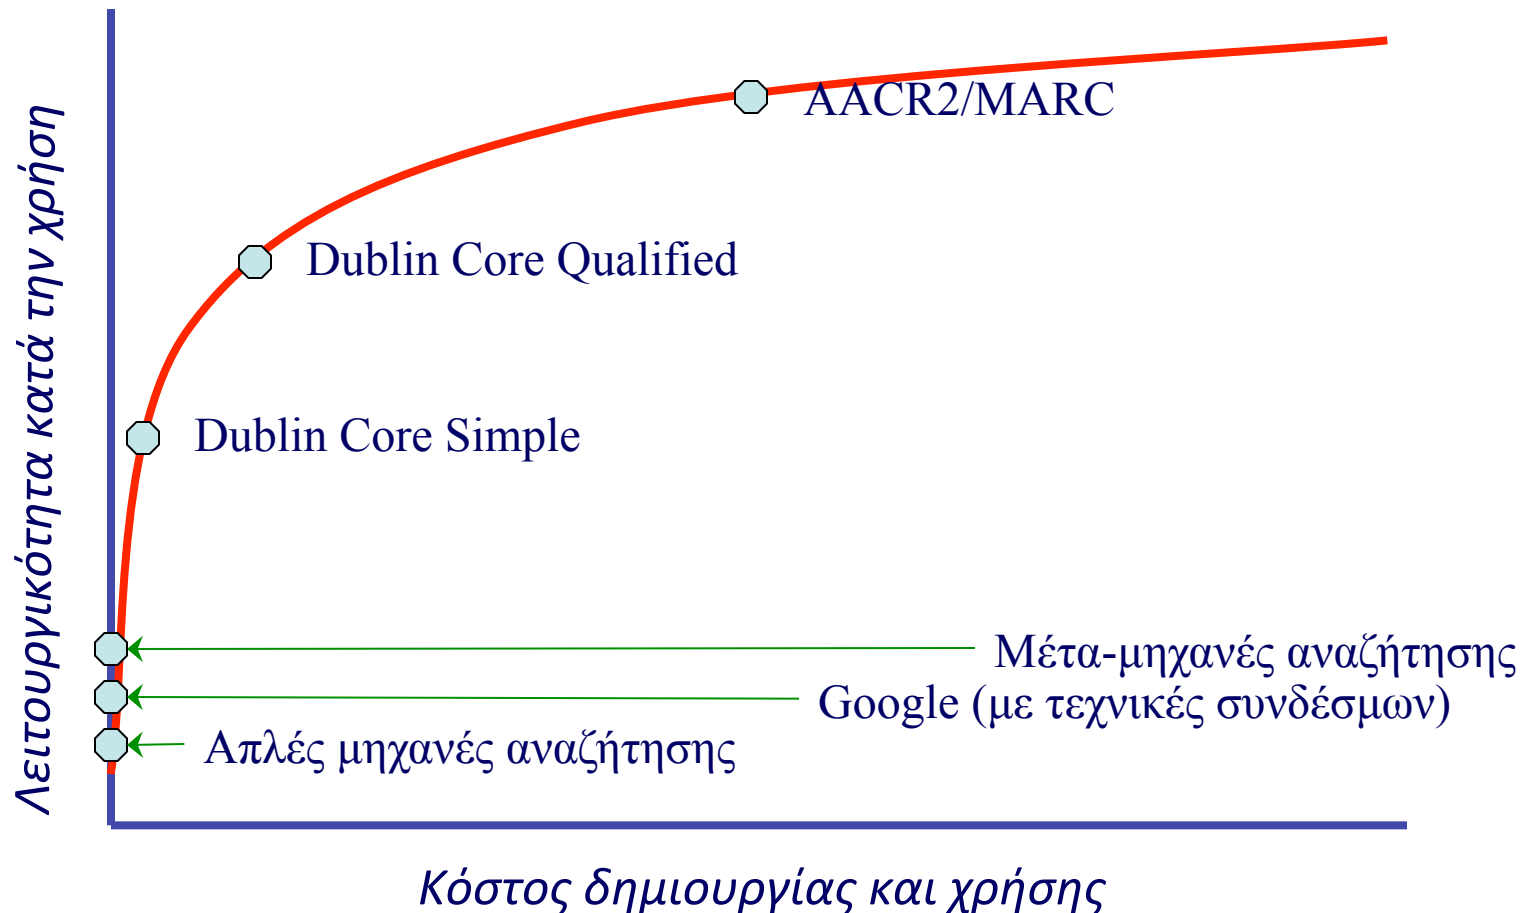 Λειτουργικότητα κατά την χρήση
AACR2/MARC
Dublin Core Qualified
Dublin Core Simple
Μέτα-μηχανές αναζήτησης
Google (με τεχνικές συνδέσμων)
Απλές μηχανές αναζήτησης
Κόστος δημιουργίας και χρήσης